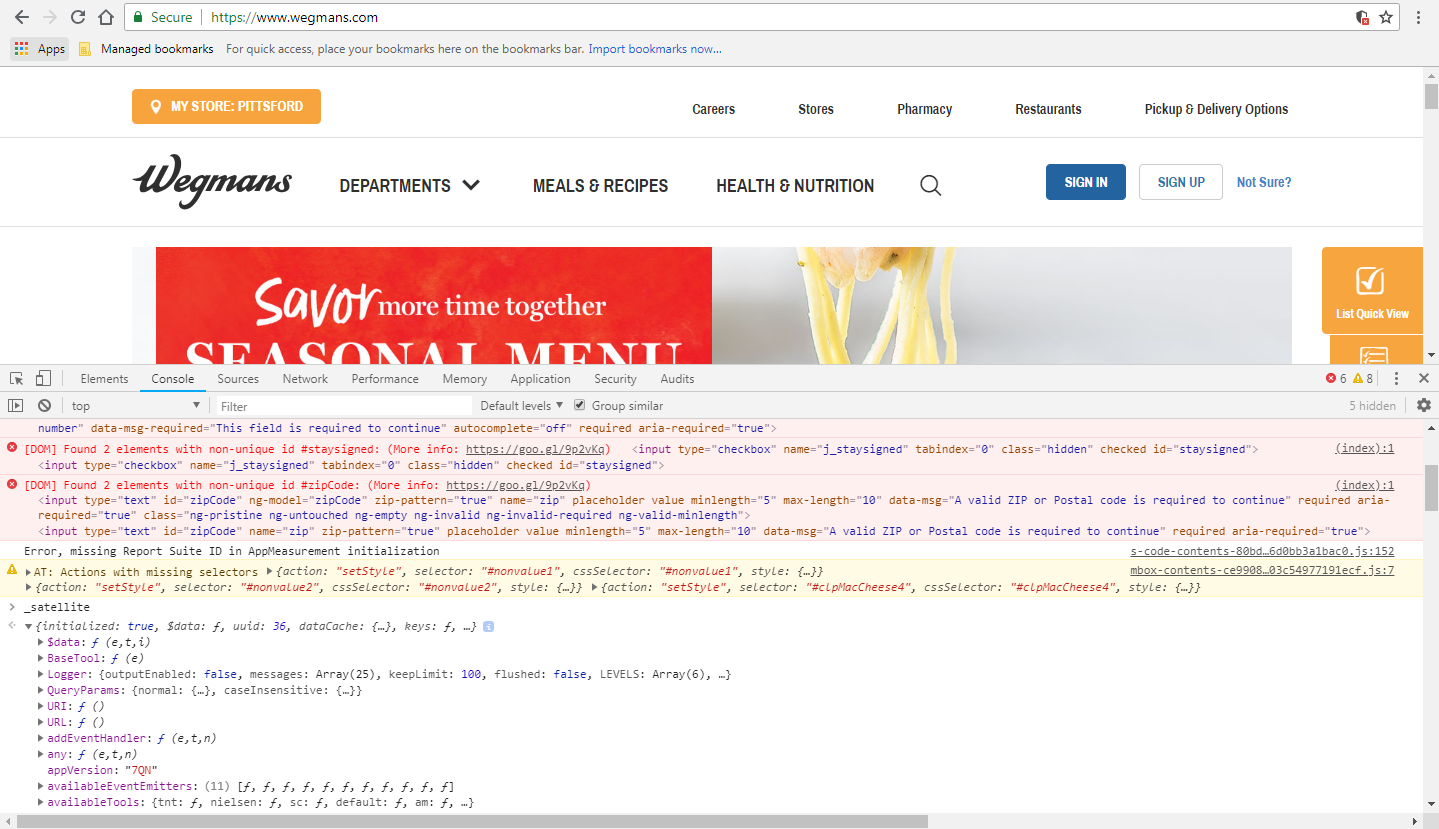 Secure https://www.wegmans.com
Apps Managed bookmarks For quick access, place your bookmarks here on the bookmarks bar. Import bookmarks now...
MY STORE: PITTSFORD Careers Stores Pharmacy Restaurants Pickup & Delivery Options
Wegmans DEPARTMENTS MEALS & RECIPES HEALTH & NUTRITION SIGN IN SIGN UP Not Sure?
Savor more time together
SEASONAL MENU
List Quick View
Elements Console Sources Network Performance Memory Application Security Audits 6 8
top Filter Default levels Group similar 5 hidden
number" data-msg-required="This field is required to continue" autocomplete="off" required aria-required="true">
[DOM] Found 2 elements with non-unique id #staysigned: (More info: https://goo.gl/9p2vKq) <input type="checkbox" name="j_staysigned" tabindex="0" class="hidden" checked id="staysigned"> (index):1
<input type="checkbox" name="j_staysigned" tabindex="0" class="hidden" checked id="staysigned">
[DOM] Found 2 elements with non-unique id #zipCode: (More info: https://goo.gl/9p2vKq) (index):1
<input type="text" id="zipCode" ng-model="zipCode" zip-pattern="true" name="zip" placeholder value minlength="5" max-length="10" data-msg="A valid ZIP or Postal code is required to continue" required aria-
required="true" class="ng-pristine ng-untouched ng-empty ng-invalid ng-invalid-required ng-valid-minlength">
<input type="text" id="zipCode" name="zip" zip-pattern="true" placeholder value minlength="5" max-length="10" data-msg="A valid ZIP or Postal code is required to continue" required aria-required="true">
Error, missing Report Suite ID in AppMeasurement initialization s-code-contents-80bd…6d0bb3a1bac0.js:152
AT: Actions with missing selectors {action: "setStyle", selector: "#nonvalue1", cssSelector: "#nonvalue1", style: {…}} mbox-contents-ce9908…03c54977191ecf.js:7
{action: "setStyle", selector: "#nonvalue2", cssSelector: "#nonvalue2", style: {…}} {action: "setStyle", selector: "#clpMacCheese4", cssSelector: "#clpMacCheese4", style: {…}}
_satellite
{initialized: true, $data: ƒ, uuid: 36, dataCache: {…}, keys: ƒ, …}
$data: ƒ (e,t,i)
BaseTool: ƒ (e)
Logger: {outputEnabled: false, messages: Array(25), keepLimit: 100, flushed: false, LEVELS: Array(6), …}
QueryParams: {normal: {…}, caseInsensitive: {…}}
URI: ƒ ()
URL: ƒ ()
addEventHandler: ƒ (e,t,n)
any: ƒ (e,t,n)
appVersion: "7QN"
availableEventEmitters: (11) [ƒ, ƒ, ƒ, ƒ, ƒ, ƒ, ƒ, ƒ, ƒ, ƒ, ƒ]
availableTools: {tnt: ƒ, nielsen: ƒ, sc: ƒ, default: ƒ, am: ƒ, …}